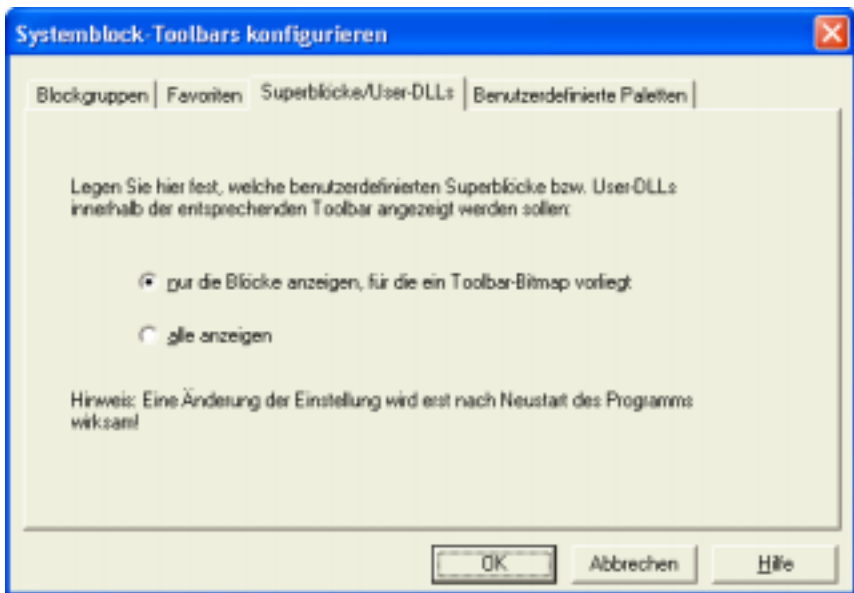 Systemblock-Toolbars konfigurieren
Blockgruppen Favoriten Superblöcke/User-DLLs Benutzerdefinierte Paletten
Legen Sie hier fest, welche benutzerdefinierten Superblöcke bzw. User-DLLs
innerhalb der entsprechenden Toolbar angezeigt werden sollen:
nur die Blöcke anzeigen, für die ein Toolbar-Bitmap vorliegt
alle anzeigen
Hinweis: Eine Änderung der Einstellung wird erst nach Neustart des Programms
wirksam!
OK Abbrechen Hilfe